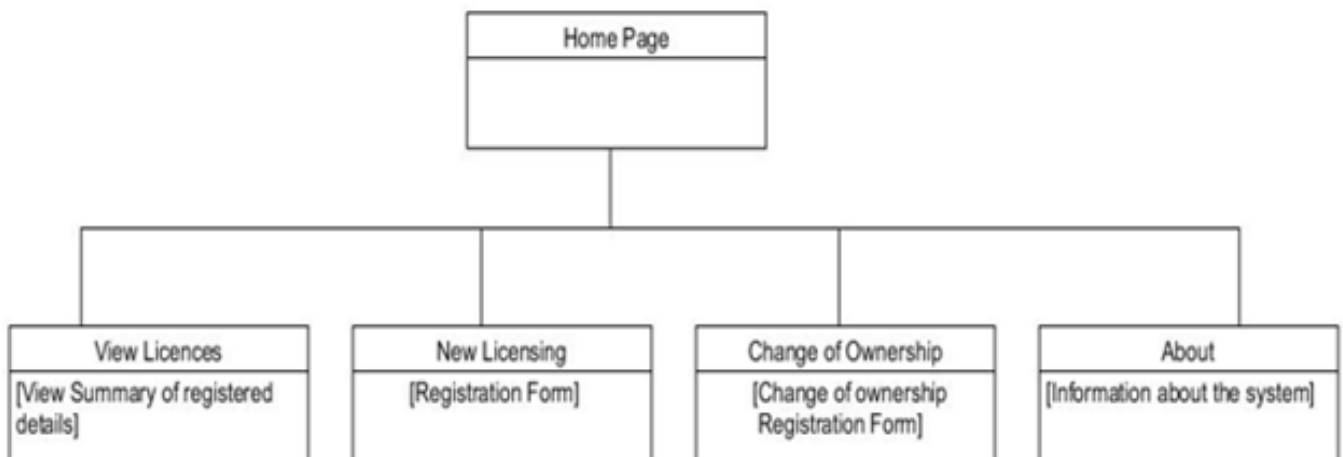 Home Page
View Licences
[View Summary of registered
details]
New Licensing
[Registration Form]
Change of Ownership
[Change of ownership
Registration Form]
About
[Information about the system]